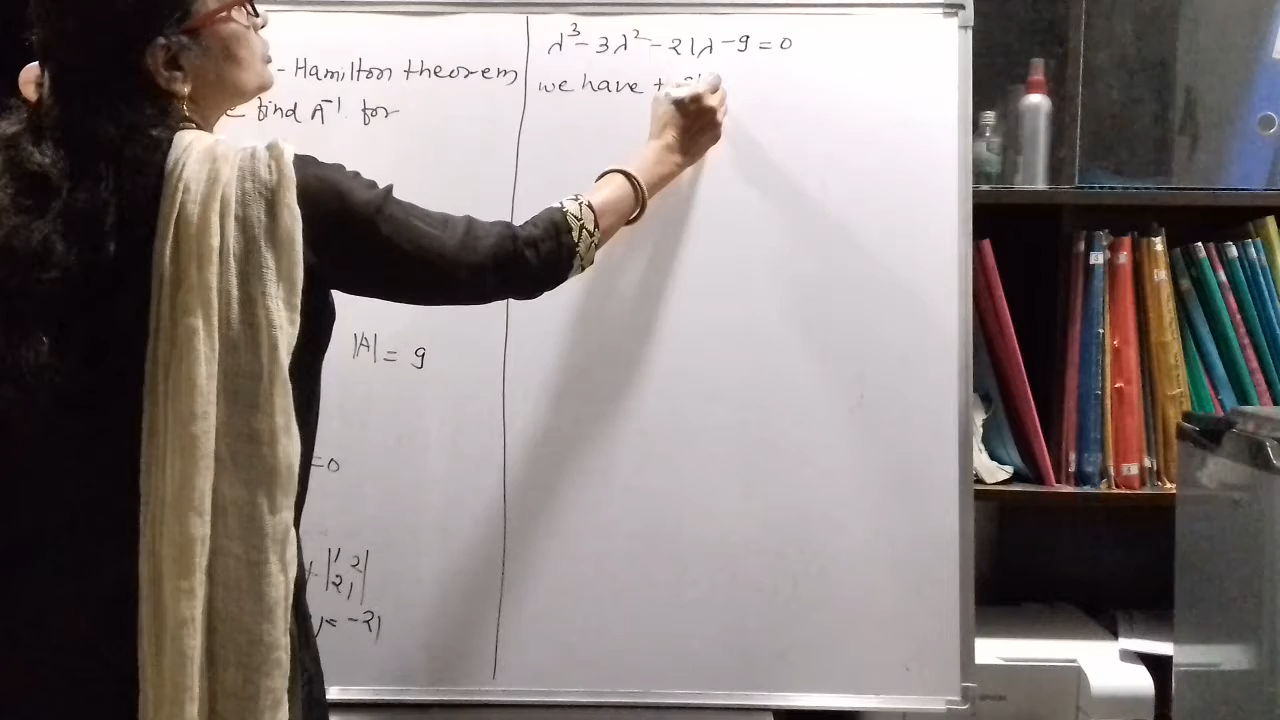 - Hamilton theorem
find A⁻¹ for
|A| = 9
=0
|1 2|
|2 1|
= -21
λ³ - 3λ² - 21λ - 9 = 0
we have